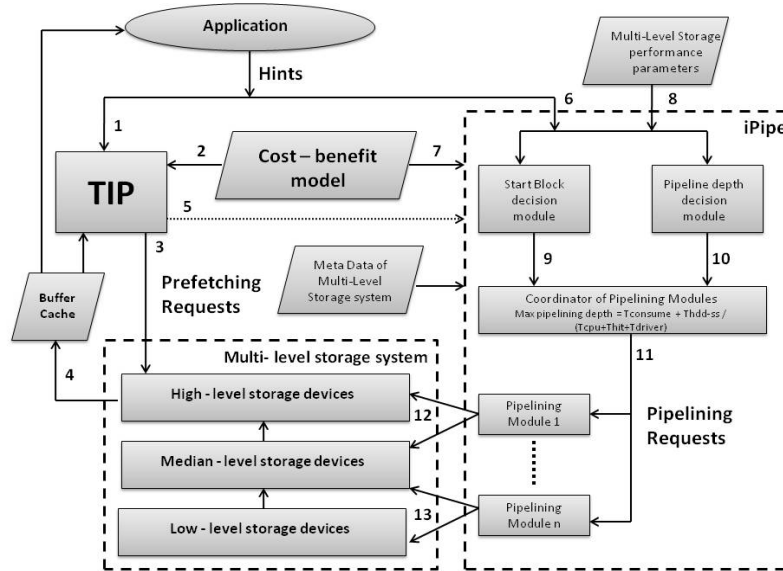 Application
Multi-Level Storage
performance
parameters
Hints
6
8
iPipe
1
2
Cost – benefit
model
7
TIP
5
Start Block
decision
module
Pipeline depth
decision
module
3
9
10
Prefetching
Requests
Meta Data of
Multi-Level
Storage system
Buffer
Cache
Coordinator of Pipelining Modules
Max pipelining depth = Tconsume + Thdd-ss /
(Tcpu+Thit+Tdriver)
4
Multi- level storage system
11
High - level storage devices
12
Pipelining
Module 1
Pipelining
Requests
Median - level storage devices
13
Low - level storage devices
Pipelining
Module n